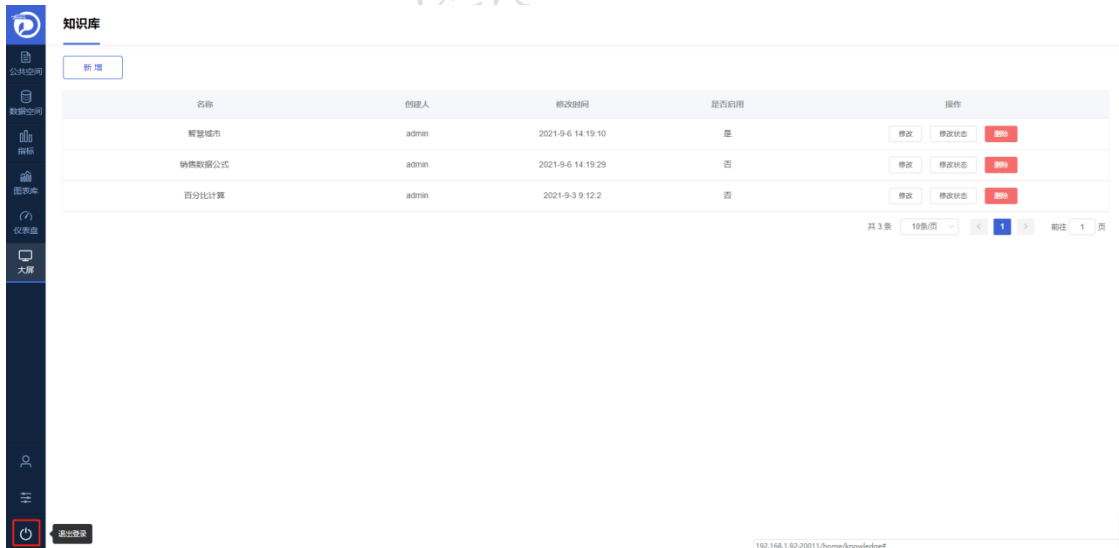 知识库
公共空间
数据空间
指标
图表库
仪表盘
大屏
新增
名称 创建人 修改时间 是否启用 操作
智慧城市 admin 2021-9-6 14:19:10 是 修改 修改状态 删除
销售数据公式 admin 2021-9-6 14:19:29 否 修改 修改状态 删除
百分比计算 admin 2021-9-3 9:12:2 否 修改 修改状态 删除
共 3 条 10条/页 < 1 > 前往 1 页
退出登录
192.168.1.92:20011/home/knowledge#